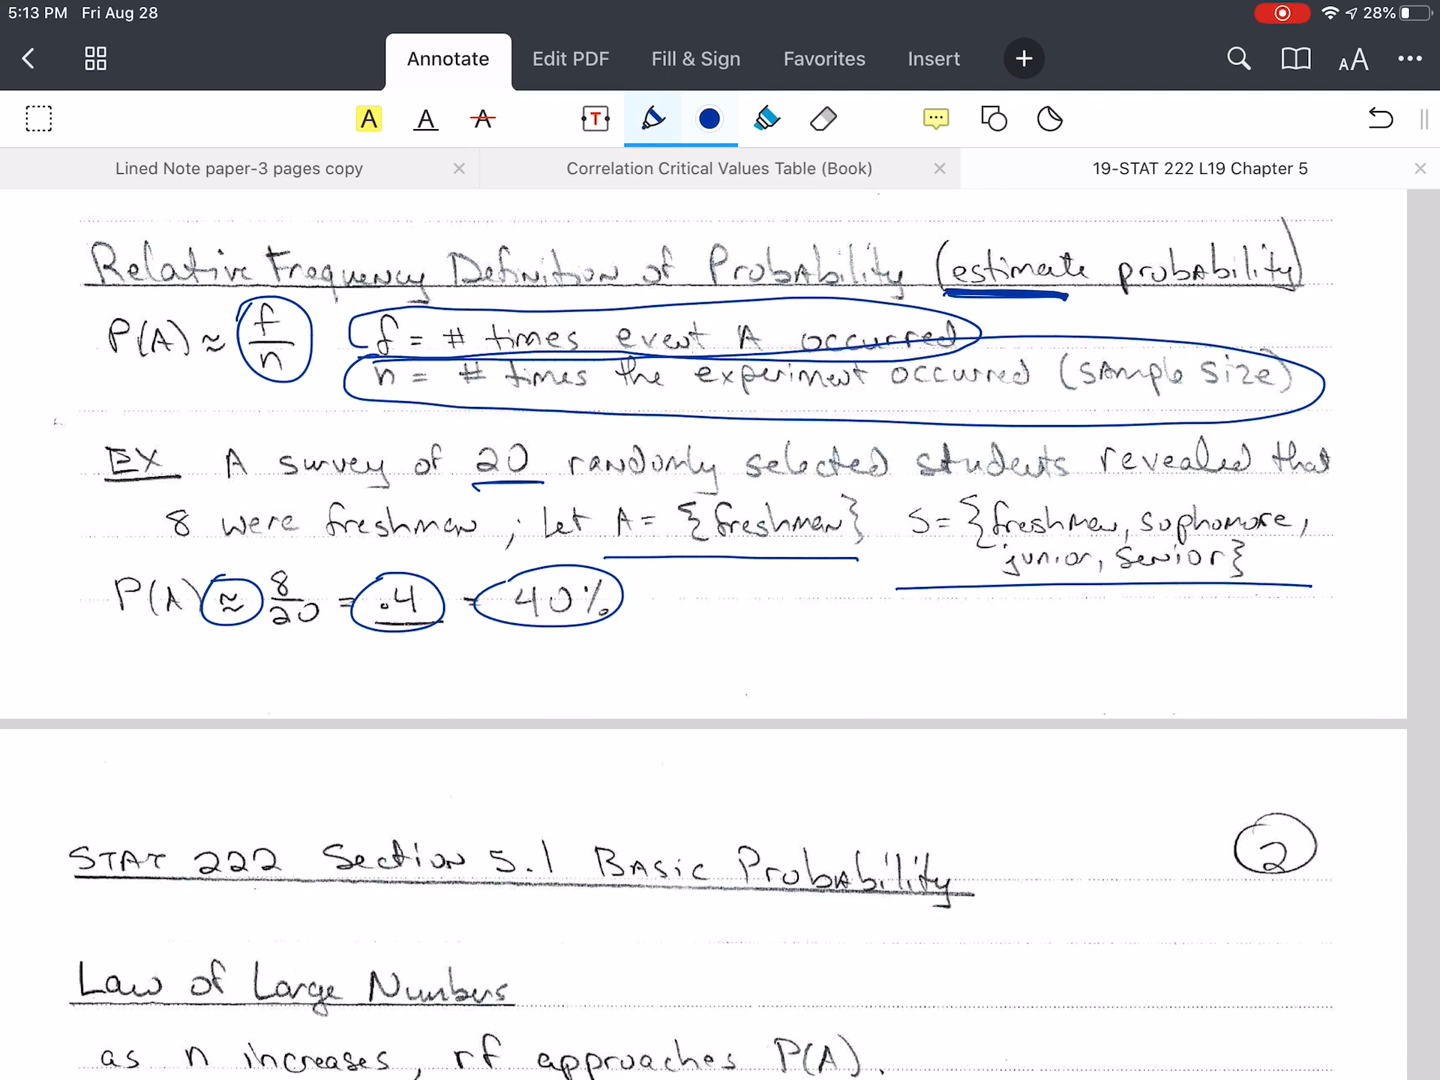 5:13 PM Fri Aug 28
28%
Annotate Edit PDF Fill & Sign Favorites Insert +
AA
A A A T
Lined Note paper-3 pages copy
Correlation Critical Values Table (Book)
19-STAT 222 L19 Chapter 5
Relative Frequency Definition of Probability (estimate probability)
P(A) ≈ f/n f = # times event A occurred
n = # times the experiment occurred (sample size)
EX A survey of 20 randomly selected students revealed that
8 were freshmen ; Let A = {freshmen} S = {freshmen, sophomore,
junior, senior}
P(A) ≈ 8/20 = .4 = 40%
STAT 222 Section 5.1 Basic Probability 2
Law of Large Numbers
as n increases, rf approaches P(A).